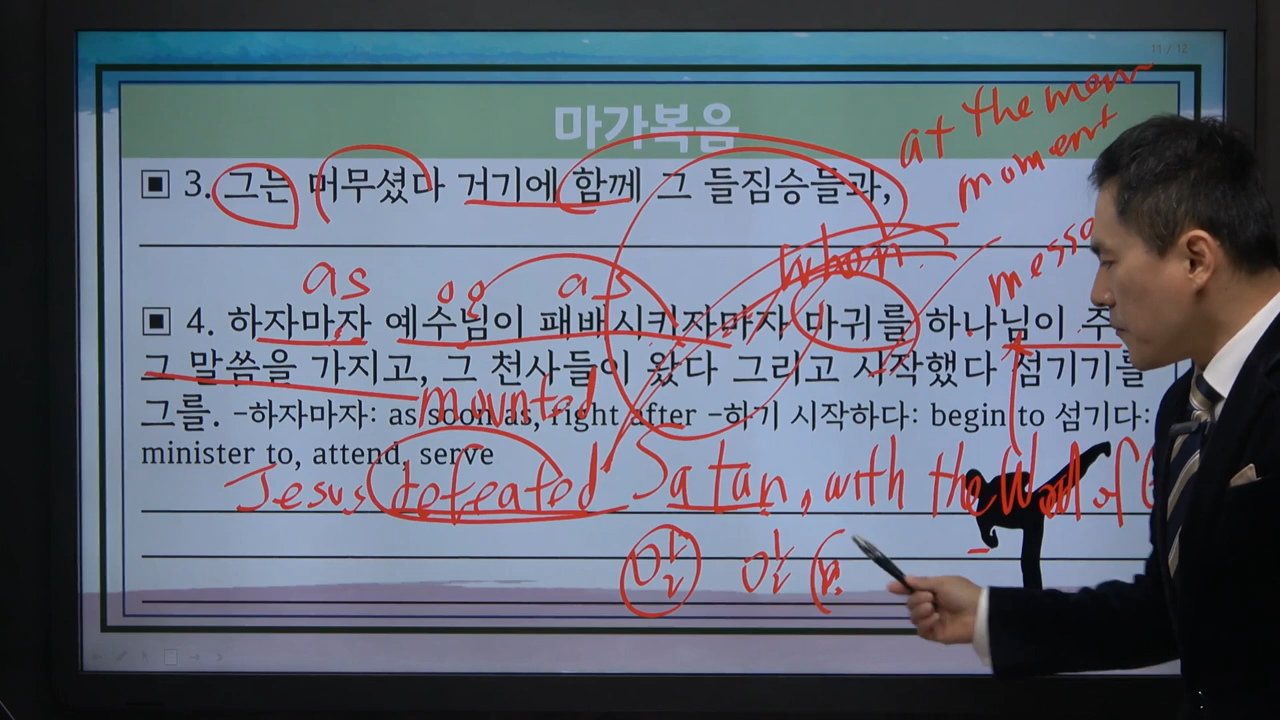 11 / 12
마가복음
▣ 3. 그는 머무셨다 거기에 함께 그 들짐승들과,
at the mom
moment
when
as as
▣ 4. 하자마자 예수님이 패배시키자마자 마귀를 하나님이 주
그 말씀을 가지고, 그 천사들이 왔다 그리고 시작했다 섬기기를
mounted
그를. -하자마자: as soon as, right after -하기 시작하다: begin to 섬기다:
minister to, attend, serve
Jesus defeated Satan, with the Word of